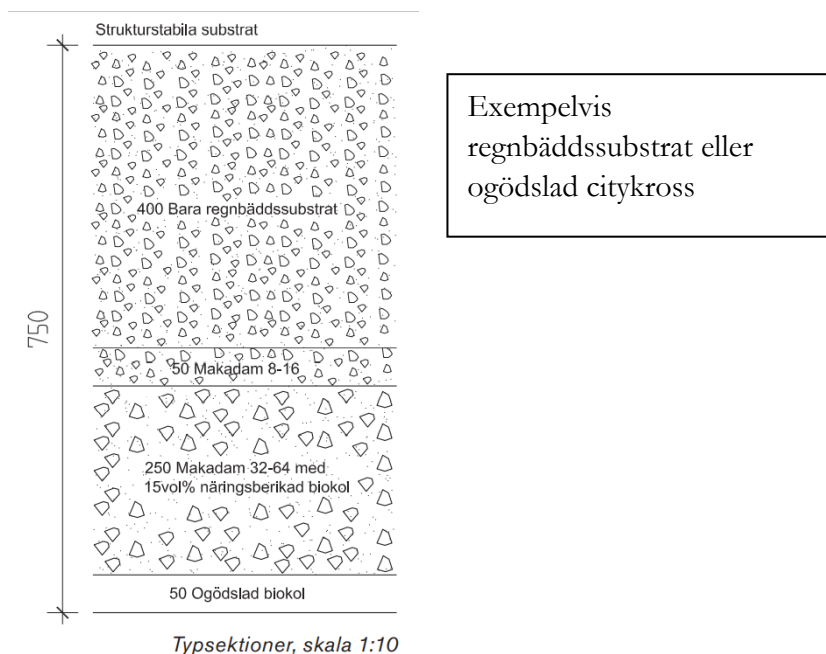 Strukturstabila substrat
750
400 Bara regnbäddssubstrat
50 Makadam 8-16
250 Makadam 32-64 med
15vol% näringsberikad biokol
50 Ogödslad biokol
Typsektioner, skala 1:10
Exempelvis
regnbäddssubstrat eller
ogödslad citykross